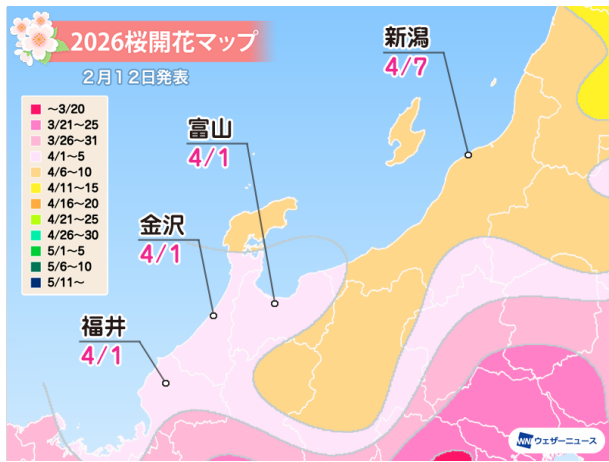 2026桜開花マップ
2月12日発表
新潟
4/7
～3/20
3/21～25
3/26～31
4/1～5
4/6～10
4/11～15
4/16～20
4/21～25
4/26～30
5/1～5
5/6～10
5/11～
富山
4/1
金沢
4/1
福井
4/1
WN ウェザーニュース